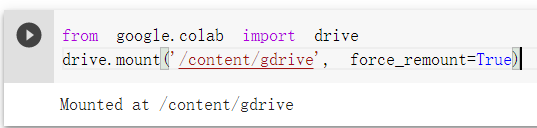 from google.colab import drive
drive.mount('/content/gdrive', force_remount=True)
Mounted at /content/gdrive